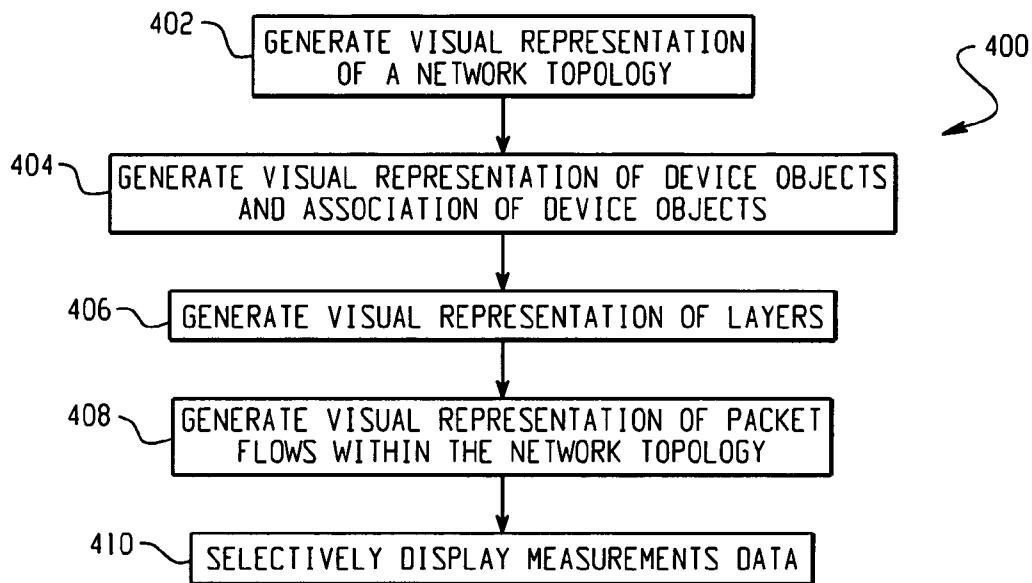 402
GENERATE VISUAL REPRESENTATION
OF A NETWORK TOPOLOGY
400
404
GENERATE VISUAL REPRESENTATION OF DEVICE OBJECTS
AND ASSOCIATION OF DEVICE OBJECTS
406
GENERATE VISUAL REPRESENTATION OF LAYERS
408
GENERATE VISUAL REPRESENTATION OF PACKET
FLOWS WITHIN THE NETWORK TOPOLOGY
410
SELECTIVELY DISPLAY MEASUREMENTS DATA